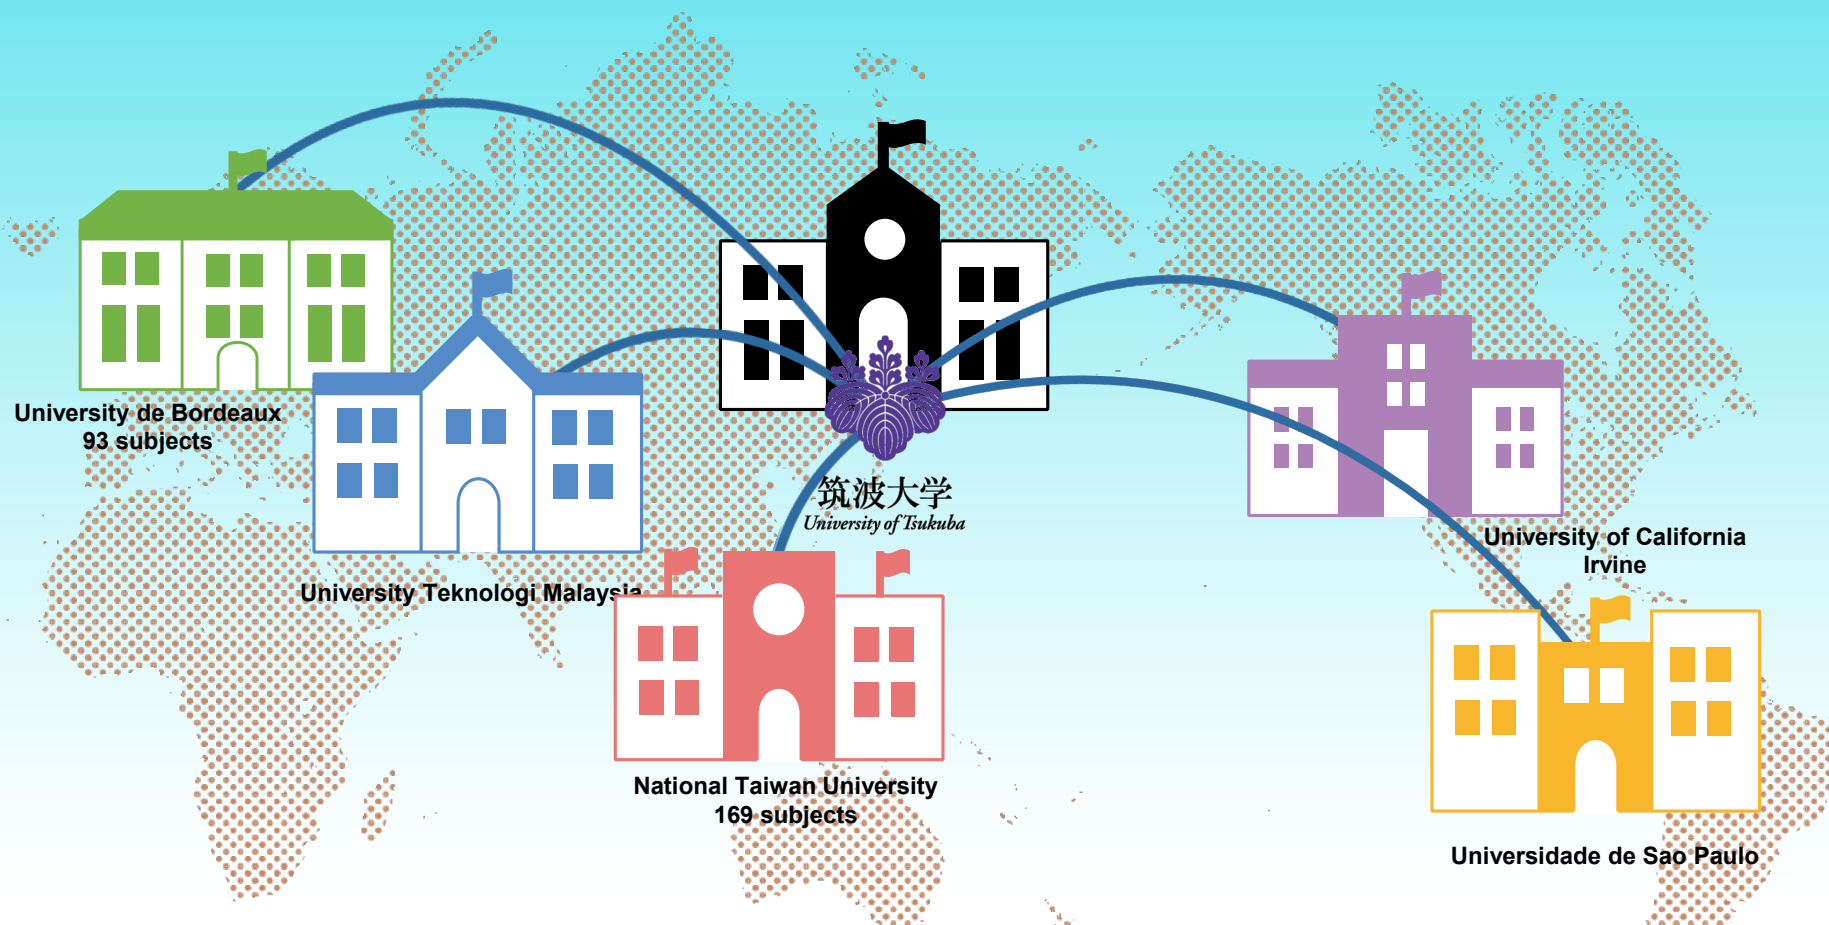 University de Bordeaux
93 subjects
筑波大学
University of Tsukuba
University of California
Irvine
University Teknologi Malaysia
National Taiwan University
169 subjects
Universidade de Sao Paulo